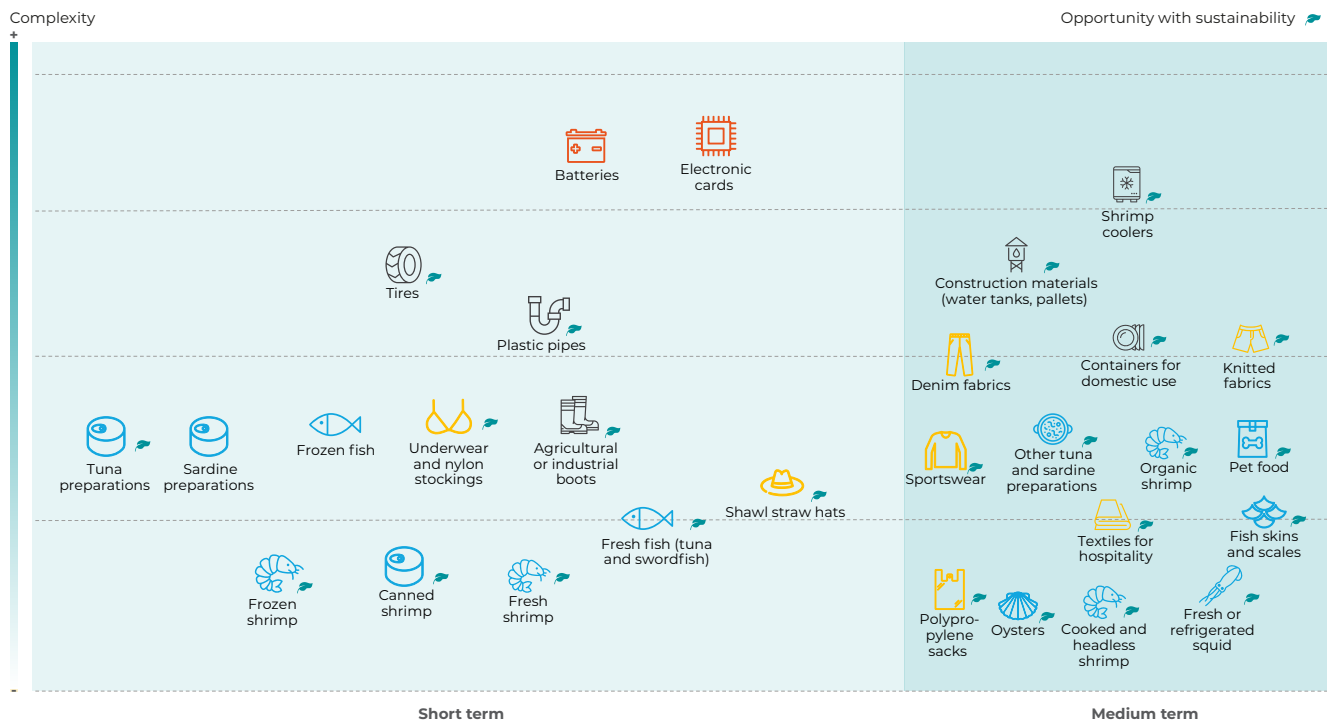 Complexity
+
Opportunity with sustainability
Batteries
Electronic
cards
Shrimp
coolers
Tires
Construction materials
(water tanks, pallets)
Plastic pipes
Denim fabrics
Containers for
domestic use
Knitted
fabrics
Tuna
preparations
Sardine
preparations
Frozen fish
Underwear
and nylon
stockings
Agricultural
or industrial
boots
Shawl straw hats
Sportswear
Other tuna
and sardine
preparations
Organic
shrimp
Pet food
Fresh fish (tuna
and swordfish)
Textiles for
hospitality
Fish skins
and scales
Frozen
shrimp
Canned
shrimp
Fresh
shrimp
Polypro-
pylene
sacks
Oysters
Cooked and
headless
shrimp
Fresh or
refrigerated
squid
-
Short term
Medium term